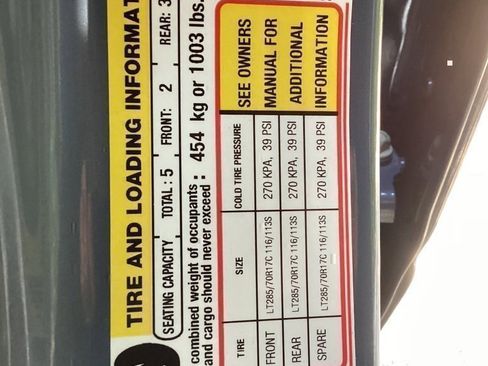 TIRE AND LOADING INFORMAT
SEATING CAPACITY TOTAL : 5 FRONT: 2 REAR: 3
combined weight of occupants
and cargo should never exceed : 454 kg or 1003 lbs.
TIRE SIZE COLD TIRE PRESSURE
FRONT LT285/70R17C 116/113S 270 KPA, 39 PSI
REAR LT285/70R17C 116/113S 270 KPA, 39 PSI
SPARE LT285/70R17C 116/113S 270 KPA, 39 PSI
SEE OWNERS
MANUAL FOR
ADDITIONAL
INFORMATION